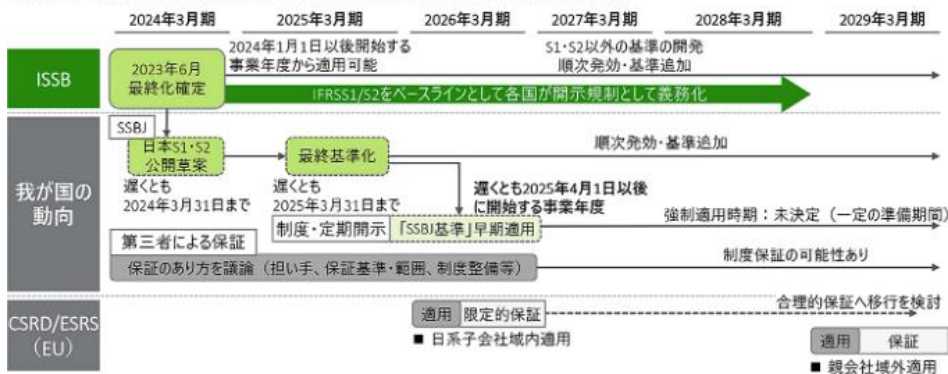 2024年3月期 2025年3月期 2026年3月期 2027年3月期 2028年3月期 2029年3月期
ISSB
2023年6月
最終化確定
2024年1月1日以後開始する
事業年度から適用可能
S1・S2以外の基準の開発
順次発効・基準追加
IFRSS1/S2をベースラインとして各国が開示規制として義務化
我が国の
動向
SSBJ
日本S1・S2
公開草案
最終基準化
順次発効・基準追加
遅くとも
2024年3月31日まで
遅くとも
2025年3月31日まで
遅くとも2025年4月1日以後
に開始する事業年度
制度・定期開示
「SSBJ基準」早期適用
強制適用時期：未決定（一定の準備期間）
第三者による保証
保証のあり方を議論（担い手、保証基準・範囲、制度整備等）
制度保証の可能性あり
CSRD/ESRS
（EU）
適用 限定的保証
合理的保証へ移行を検討
■ 日系子会社域内適用
適用 保証
■ 親会社域外適用